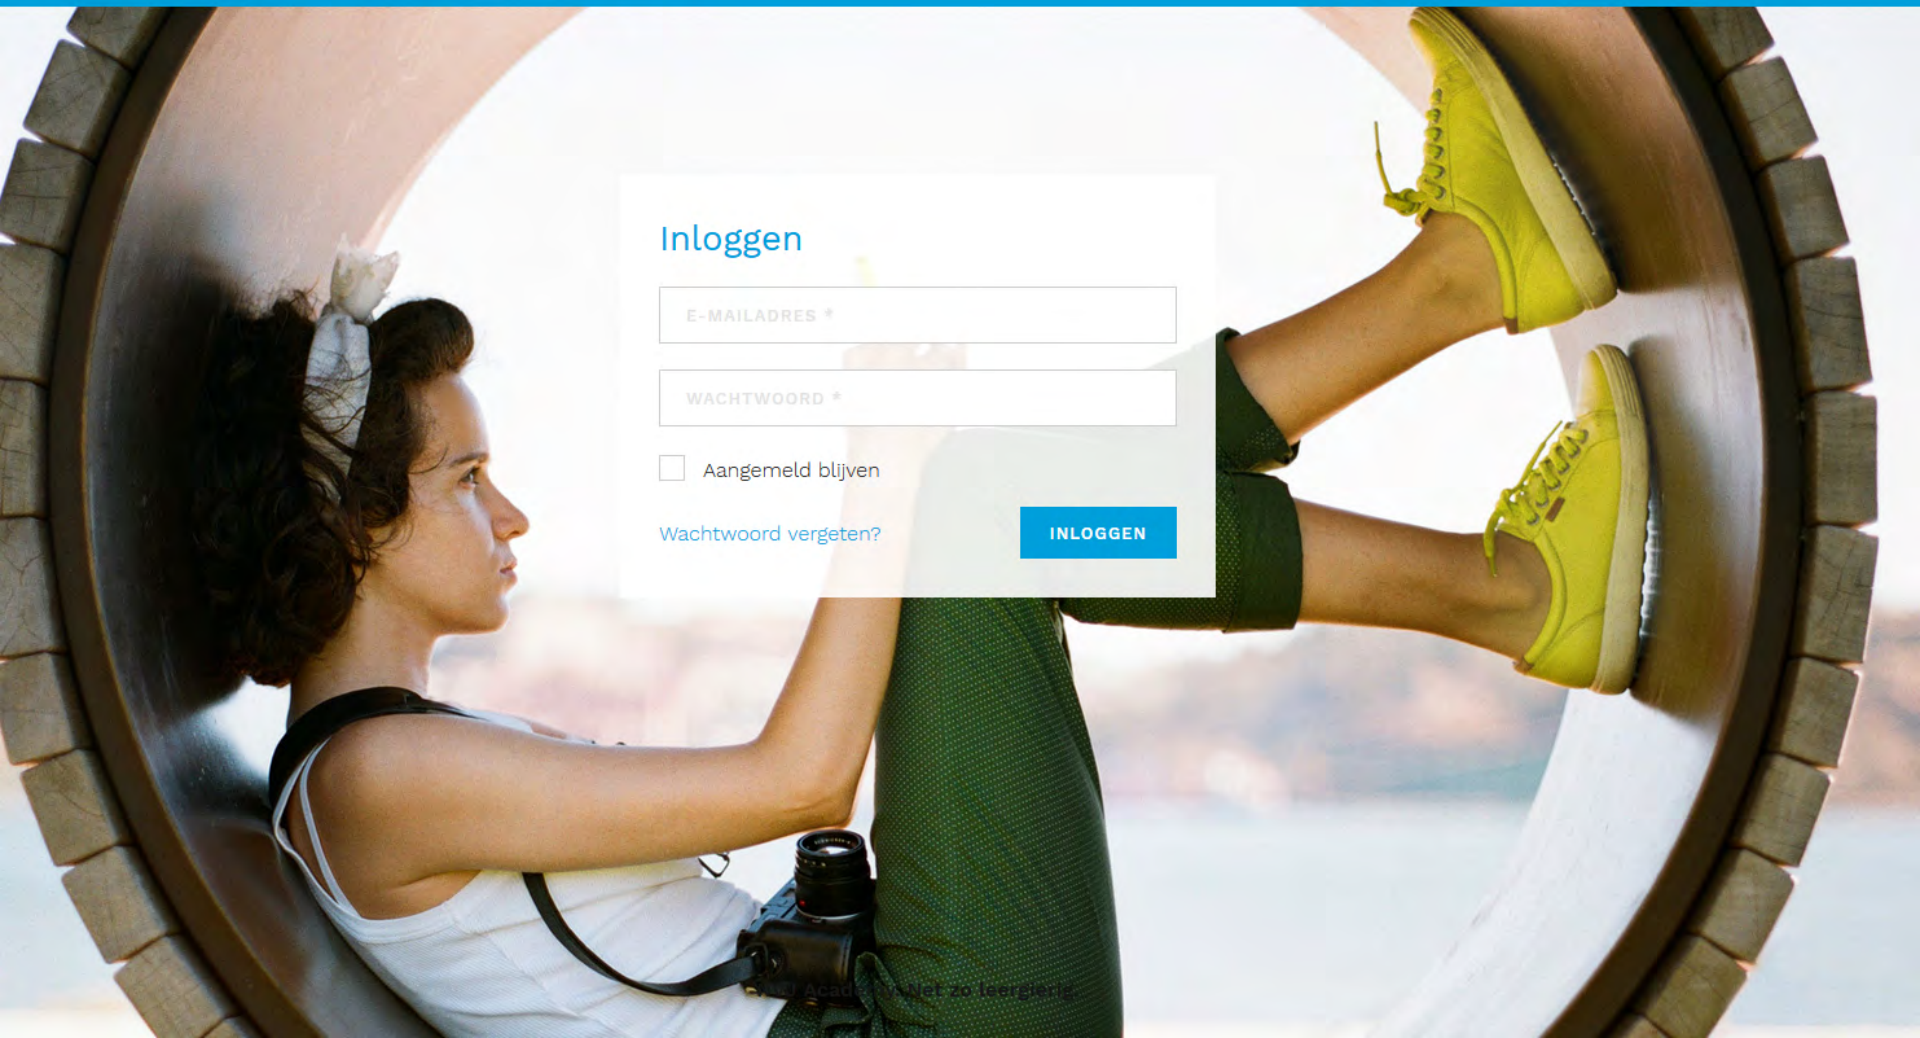 Inloggen
E-MAILADRES *
WACHTWOORD *
Aangemeld blijven
Wachtwoord vergeten?
INLOGGEN
Net zo leergierig.